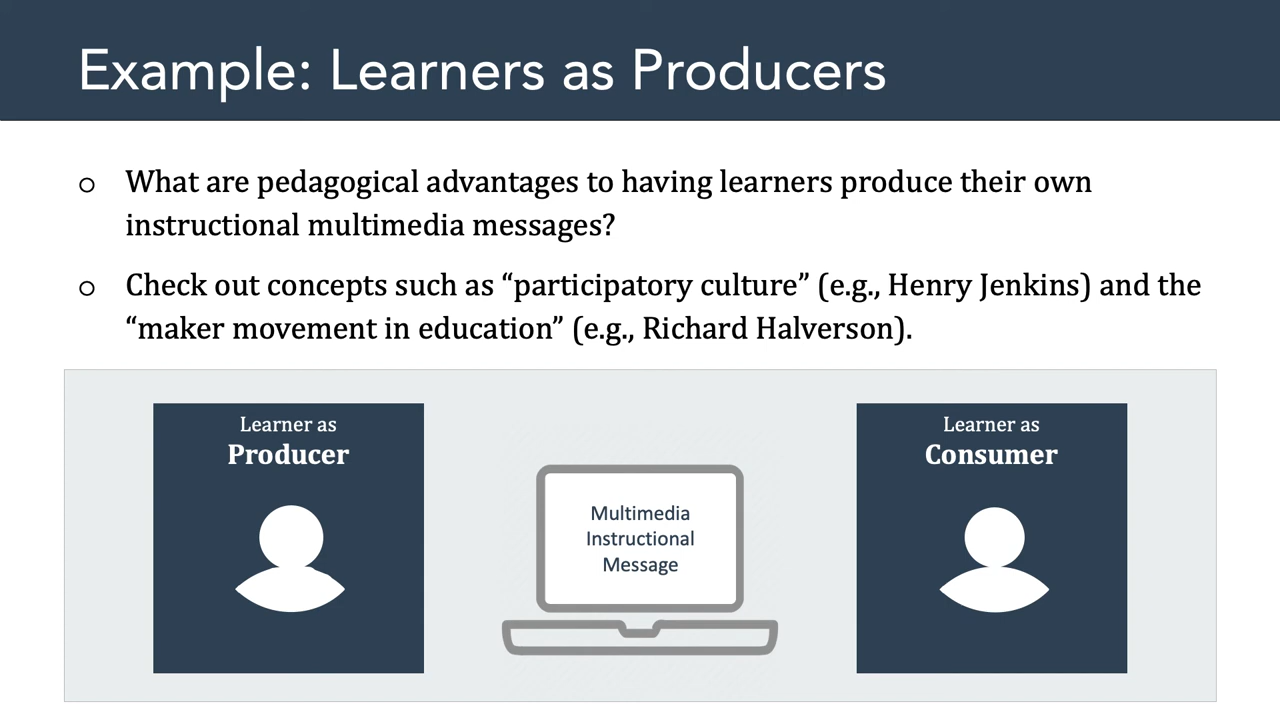 Example: Learners as Producers
○ What are pedagogical advantages to having learners produce their own
instructional multimedia messages?
○ Check out concepts such as “participatory culture” (e.g., Henry Jenkins) and the
“maker movement in education” (e.g., Richard Halverson).
Learner as
Producer
Multimedia
Instructional
Message
Learner as
Consumer